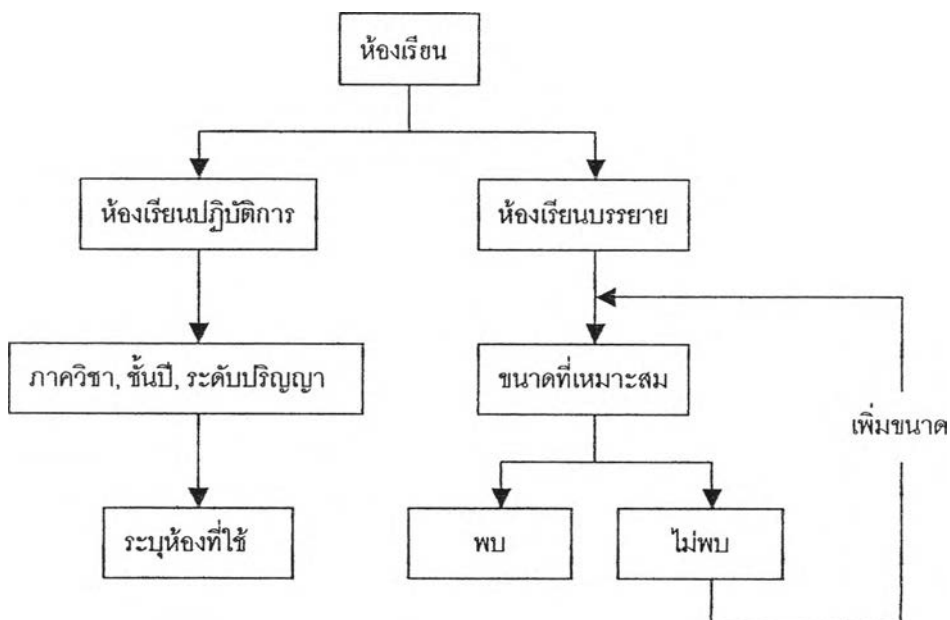 ห้องเรียน
ห้องเรียนปฏิบัติการ
ห้องเรียนบรรยาย
ภาควิชา, ชั้นปี, ระดับปริญญา
ขนาดที่เหมาะสม
เพิ่มขนาด
ระบุห้องที่ใช้
พบ
ไม่พบ